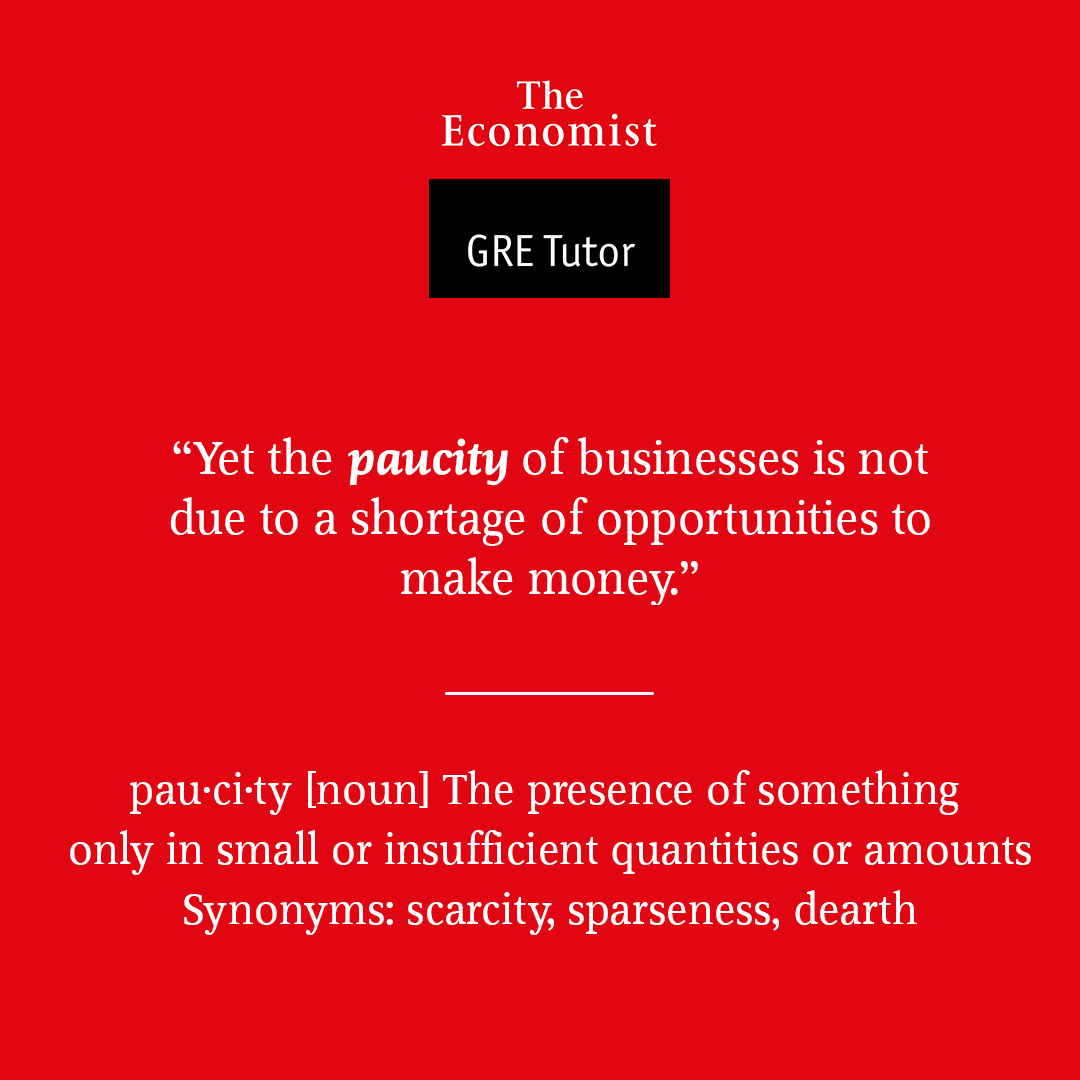 The
Economist
GRE Tutor
“Yet the paucity of businesses is not
due to a shortage of opportunities to
make money.”
pau·ci·ty [noun] The presence of something
only in small or insufficient quantities or amounts
Synonyms: scarcity, sparseness, dearth